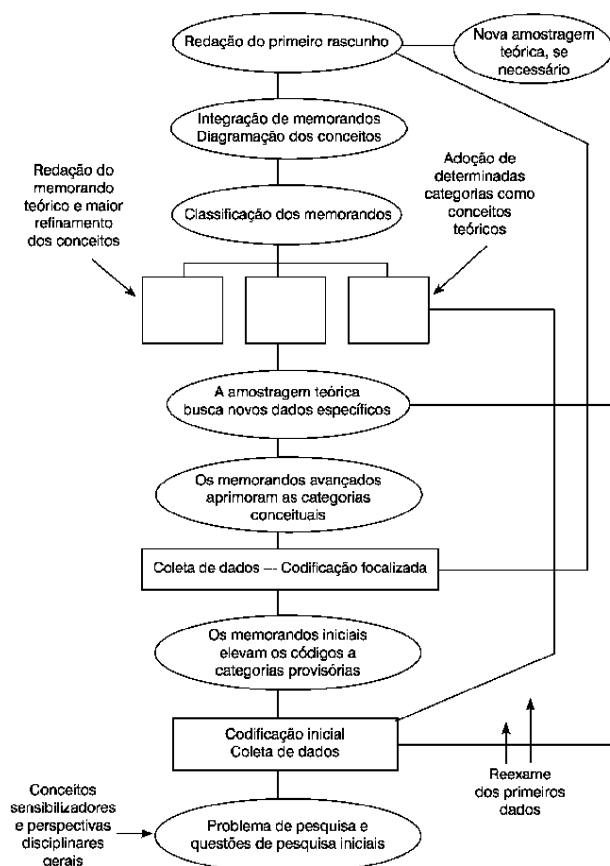 Redação do primeiro rascunho
Nova amostragem
teórica, se
necessário
Integração de memorandos
Diagramação dos conceitos
Redação do
memorando
teórico e maior
refinamento
dos conceitos
Adoção de
determinadas
categorias como
conceitos
teóricos
Classificação dos memorandos
A amostragem teórica
busca novos dados específicos
Os memorandos avançados
aprimoram as categorias
conceituais
Coleta de dados --- Codificação focalizada
Os memorandos iniciais
elevam os códigos a
categorias provisórias
Codificação inicial
Coleta de dados
Reexame
dos primeiros
dados
Conceitos
sensibilizadores
e perspectivas
disciplinares
gerais
Problema de pesquisa e
questões de pesquisa iniciais